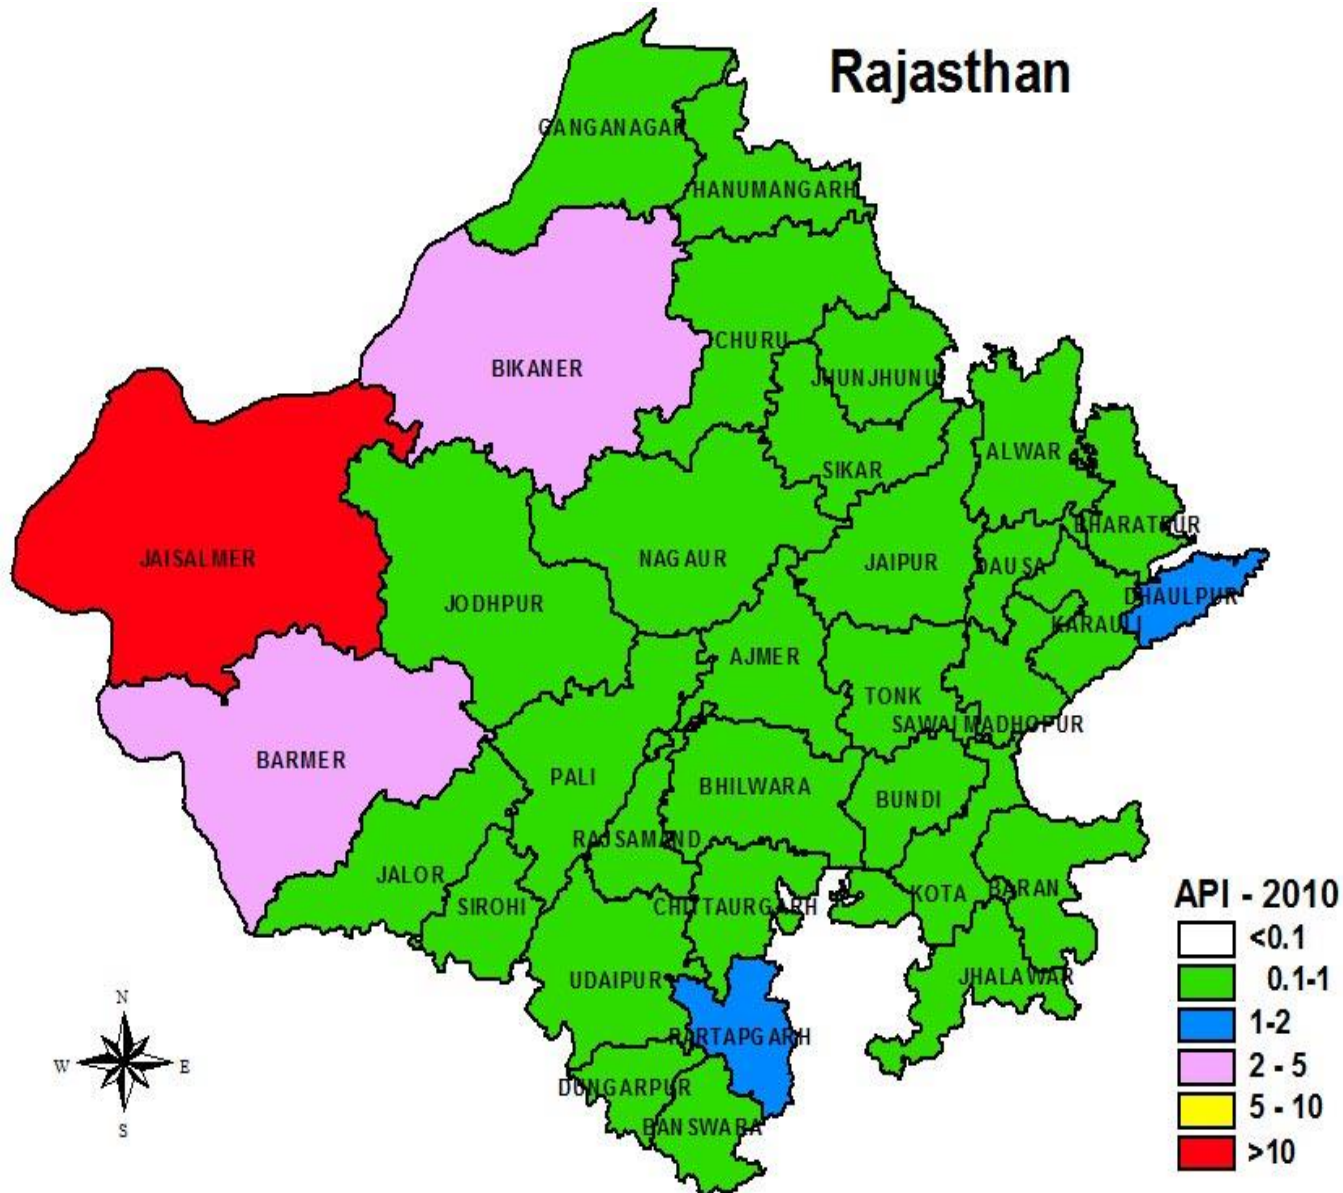 Rajasthan
GANGANAGAR
HANUMANGARH
CHURU
BIKANER
JHUNJHUNU
SIKAR
ALWAR
BHARATPUR
JAISALMER
NAGAUR
JAIPUR
DAUSA
JODHPUR
DHAULPUR
KARAULI
AJMER
TONK
SAWAI MADHOPUR
BARMER
PALI
BHILWARA
BUNDI
RAJSAMAND
JALOR
SIROHI
CHITTAURGARH
KOTA
BARAN
UDAIPUR
JHALAWAR
PARTAPGARH
DUNGARPUR
BANSWARA
API - 2010
<0.1
0.1-1
1-2
2 - 5
5 - 10
>10
N
W E
S